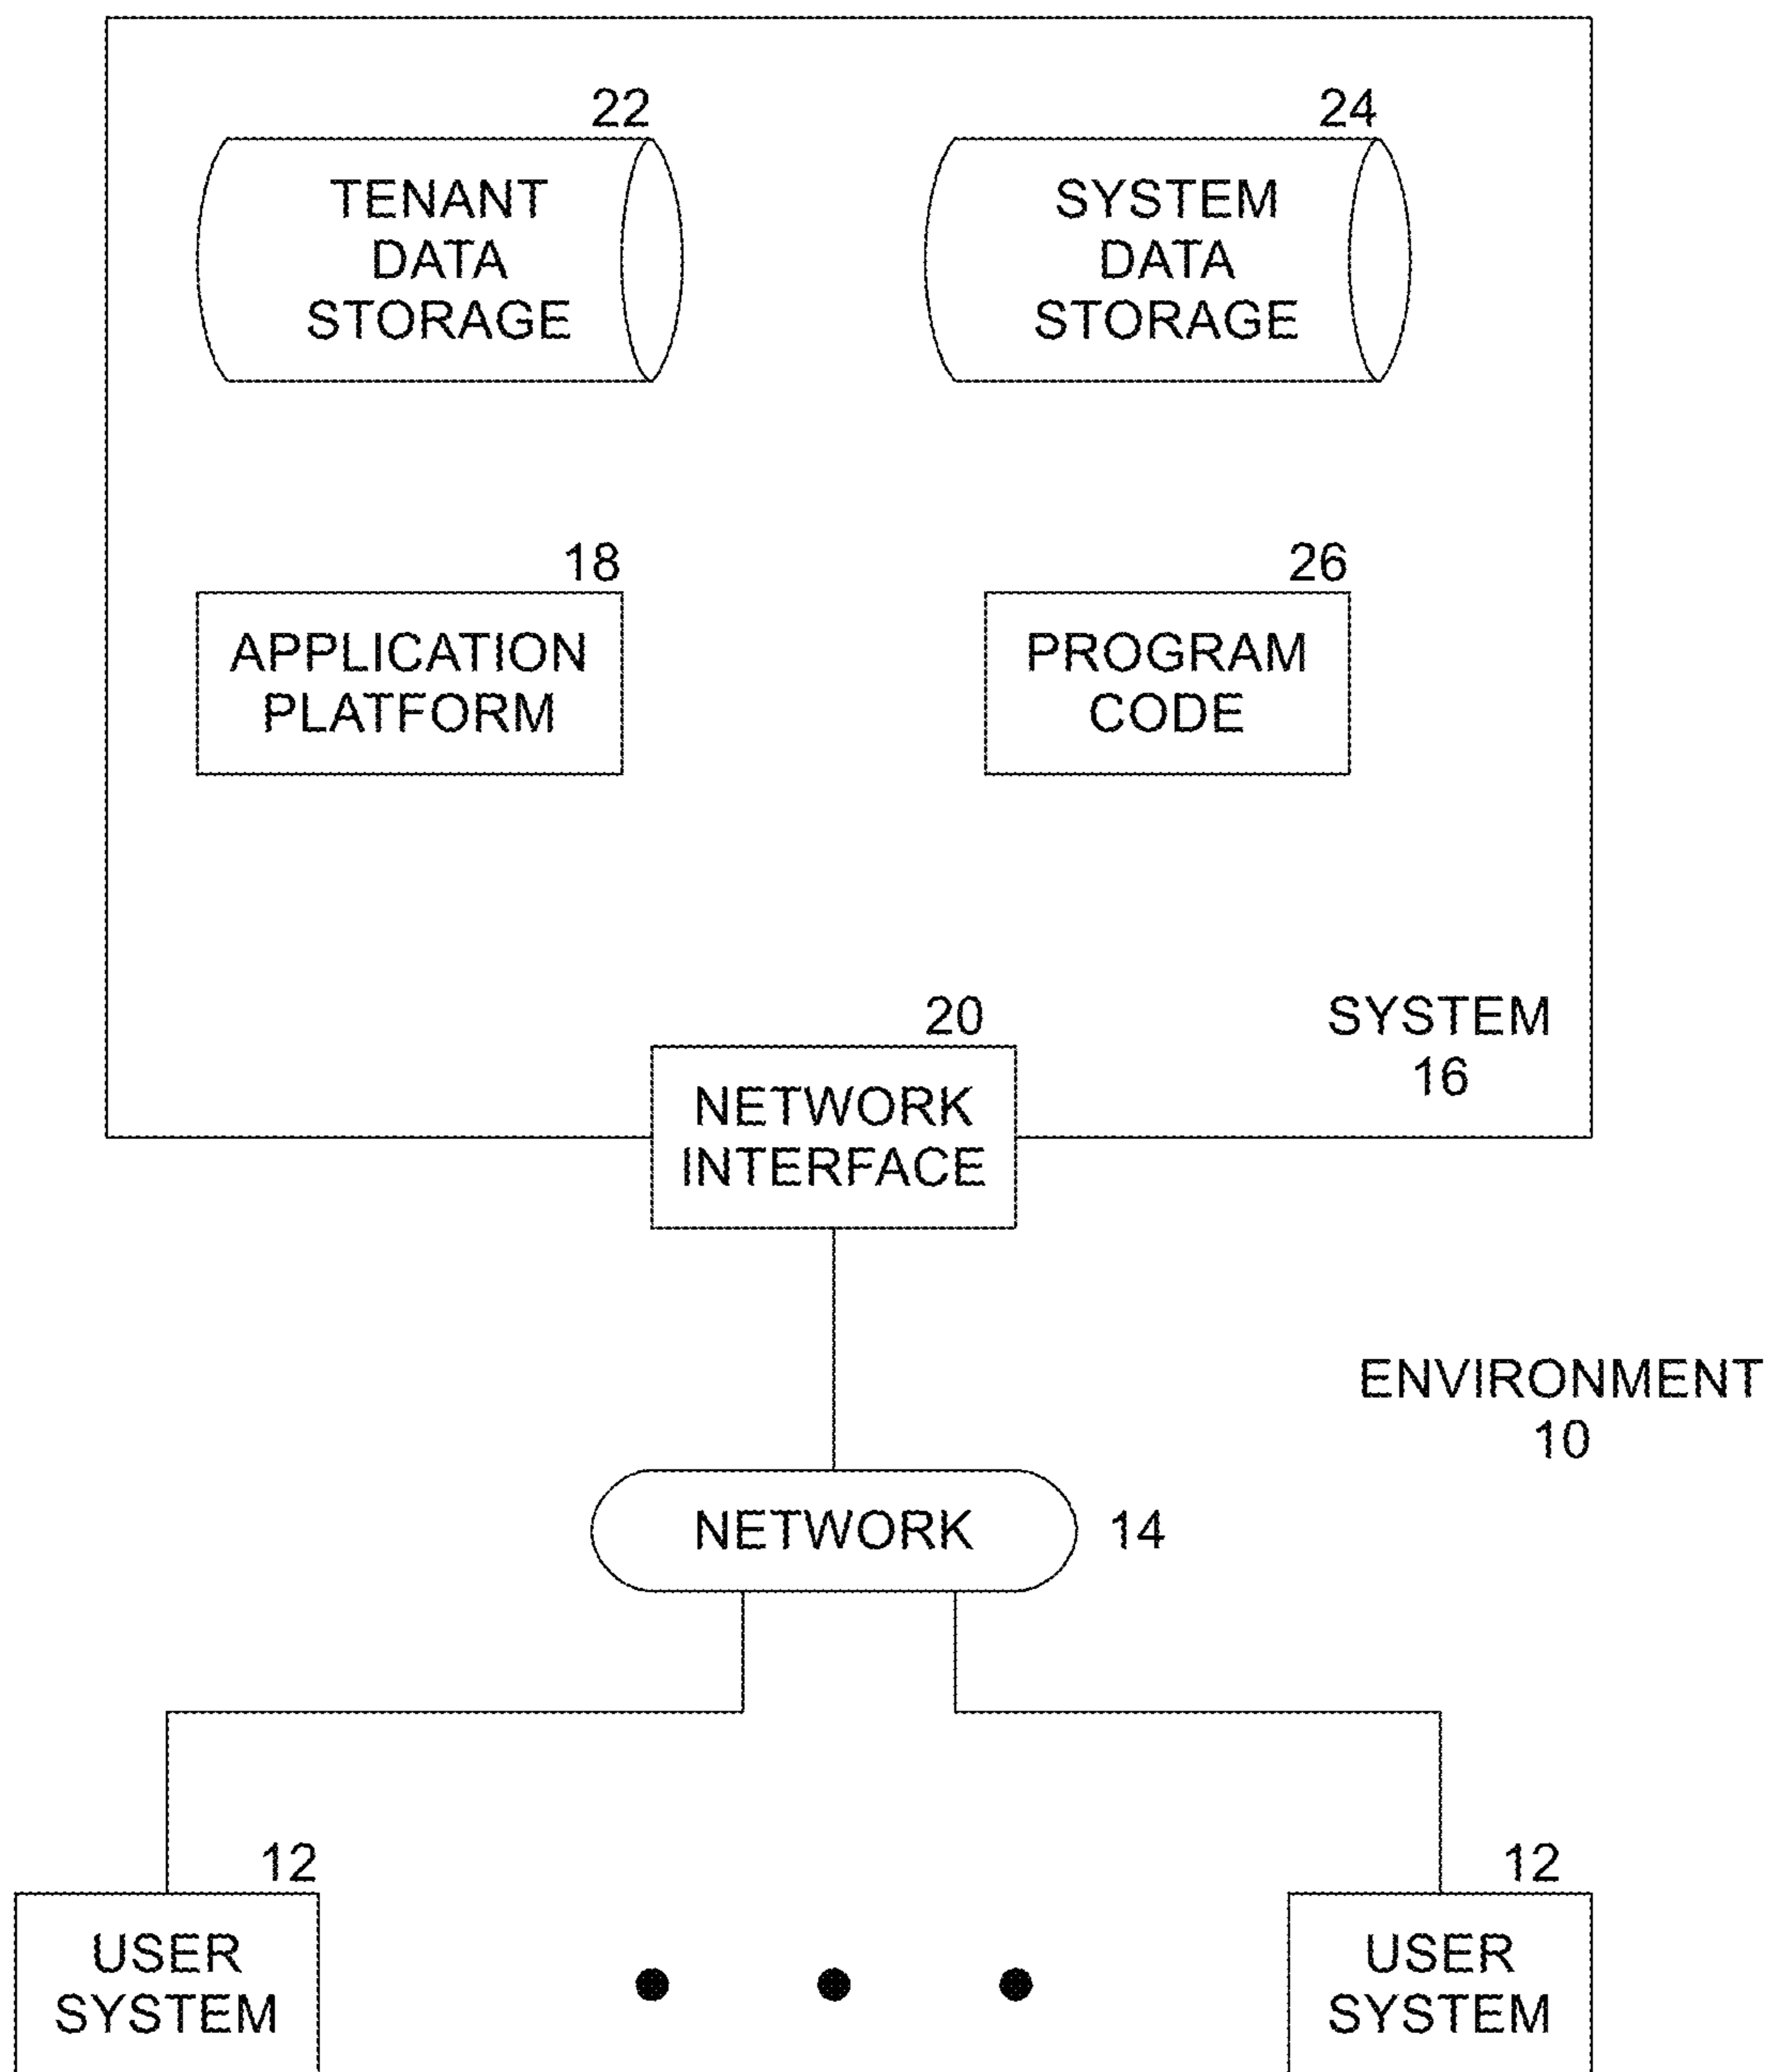 22
TENANT
DATA
STORAGE
24
SYSTEM
DATA
STORAGE
18
APPLICATION
PLATFORM
26
PROGRAM
CODE
20
NETWORK
INTERFACE
SYSTEM
16
ENVIRONMENT
10
NETWORK
14
12
USER
SYSTEM
12
USER
SYSTEM